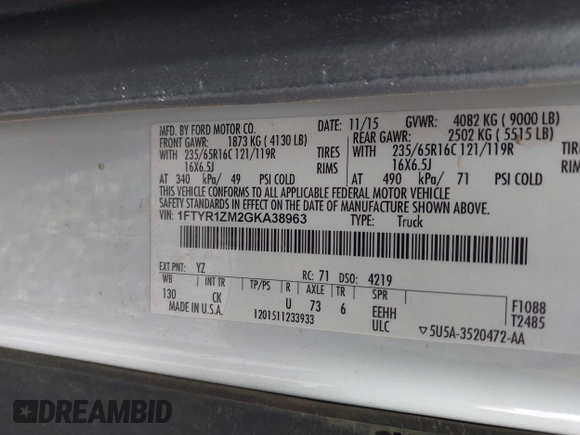 MFD. BY FORD MOTOR CO.
DATE: 11/15 GVWR: 4082 KG ( 9000 LB)
FRONT GAWR: 1873 KG ( 4130 LB) REAR GAWR: 2502 KG ( 5515 LB)
WITH 235/65R16C 121/119R TIRES WITH 235/65R16C 121/119R
16X6.5J RIMS 16X6.5J
AT 340 kPa/ 49 PSI COLD AT 490 kPa/ 71 PSI COLD
THIS VEHICLE CONFORMS TO ALL APPLICABLE FEDERAL MOTOR VEHICLE
SAFETY STANDARDS IN EFFECT ON THE DATE OF MANUFACTURE SHOWN ABOVE.
VIN: 1FTYR1ZM2GKA38963 TYPE: Truck
EXT PNT: YZ RC: 71 DSO: 4219
WB INT TR TP/PS R AXLE TR SPR
130 CK U 73 6 EEHH
F1088
MADE IN U.S.A. 1201511233933 ULC T2485
▽5U5A-3520472-AA
DREAMBID